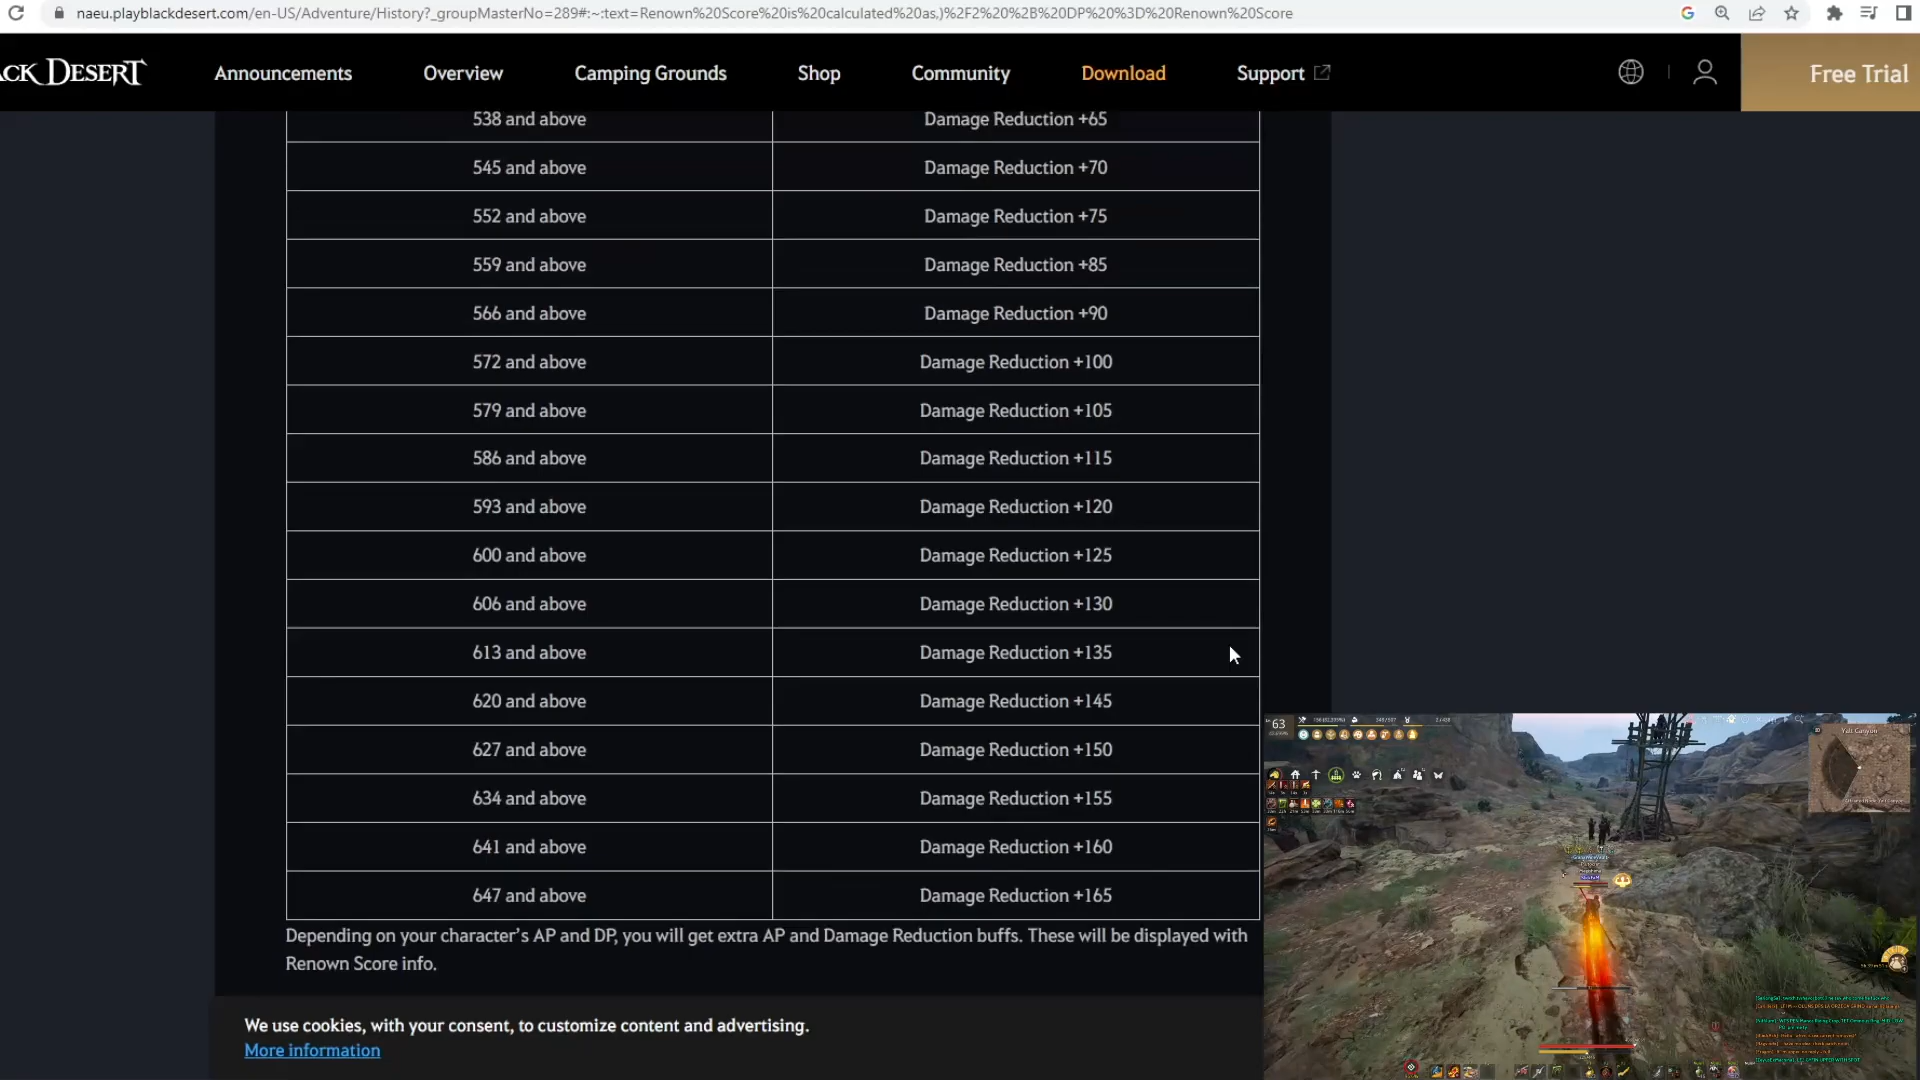 naeu.playblackdesert.com/en-US/Adventure/History?_groupMasterNo=289#:~:text=Renown%20Score%20is%20calculated%20as,)%2F2%20%2B%20DP%20%3D%20Renown%20Score
ACK DESERT Announcements Overview Camping Grounds Shop Community Download Support Free Trial
538 and above Damage Reduction +65
545 and above Damage Reduction +70
552 and above Damage Reduction +75
559 and above Damage Reduction +85
566 and above Damage Reduction +90
572 and above Damage Reduction +100
579 and above Damage Reduction +105
586 and above Damage Reduction +115
593 and above Damage Reduction +120
600 and above Damage Reduction +125
606 and above Damage Reduction +130
613 and above Damage Reduction +135
620 and above Damage Reduction +145
627 and above Damage Reduction +150
634 and above Damage Reduction +155
641 and above Damage Reduction +160
647 and above Damage Reduction +165
Depending on your character's AP and DP, you will get extra AP and Damage Reduction buffs. These will be displayed with
Renown Score info.
We use cookies, with your consent, to customize content and advertising.
More information
63
Yalt Canyon